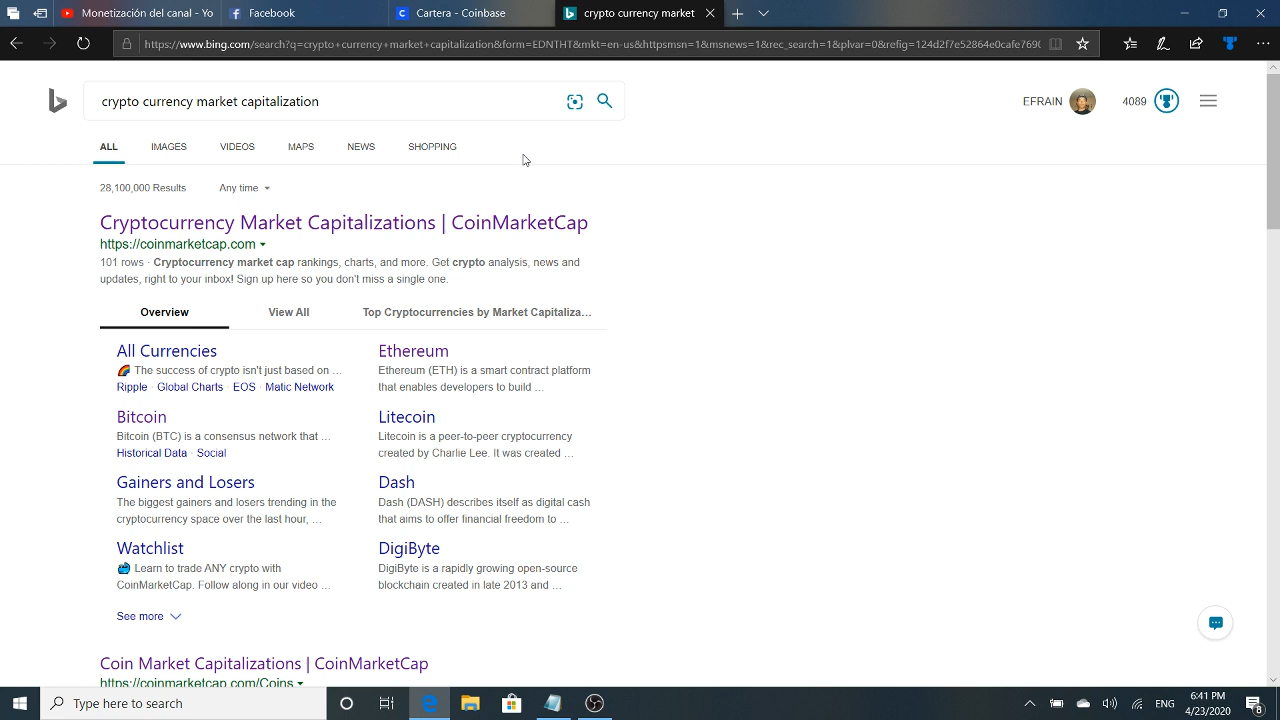 Monetización del canal - Yo
Facebook
Cartera - Coinbase
crypto currency market
https://www.bing.com/search?q=crypto+currency+market+capitalization&form=EDNTHT&mkt=en-us&httpsmsn=1&msnews=1&rec_search=1&plvar=0&refig=124d2f7e52864e0cafe7690
crypto currency market capitalization
EFRAIN
4089
ALL
IMAGES
VIDEOS
MAPS
NEWS
SHOPPING
28,100,000 Results
Any time
Cryptocurrency Market Capitalizations | CoinMarketCap
https://coinmarketcap.com
101 rows · Cryptocurrency market cap rankings, charts, and more. Get crypto analysis, news and
updates, right to your inbox! Sign up here so you don't miss a single one.
Overview
View All
Top Cryptocurrencies by Market Capitaliza...
All Currencies
🌈 The success of crypto isn't just based on ...
Ripple · Global Charts · EOS · Matic Network
Ethereum
Ethereum (ETH) is a smart contract platform
that enables developers to build ...
Bitcoin
Bitcoin (BTC) is a consensus network that ...
Historical Data · Social
Litecoin
Litecoin is a peer-to-peer cryptocurrency
created by Charlie Lee. It was created ...
Gainers and Losers
The biggest gainers and losers trending in the
cryptocurrency space over the last hour, ...
Dash
Dash (DASH) describes itself as digital cash
that aims to offer financial freedom to ...
Watchlist
Learn to trade ANY crypto with
CoinMarketCap. Follow along in our video ...
DigiByte
DigiByte is a rapidly growing open-source
blockchain created in late 2013 and ...
See more
Coin Market Capitalizations | CoinMarketCap
https://coinmarketcap.com/Coins
Type here to search
ENG
6:41 PM
4/23/2020
8